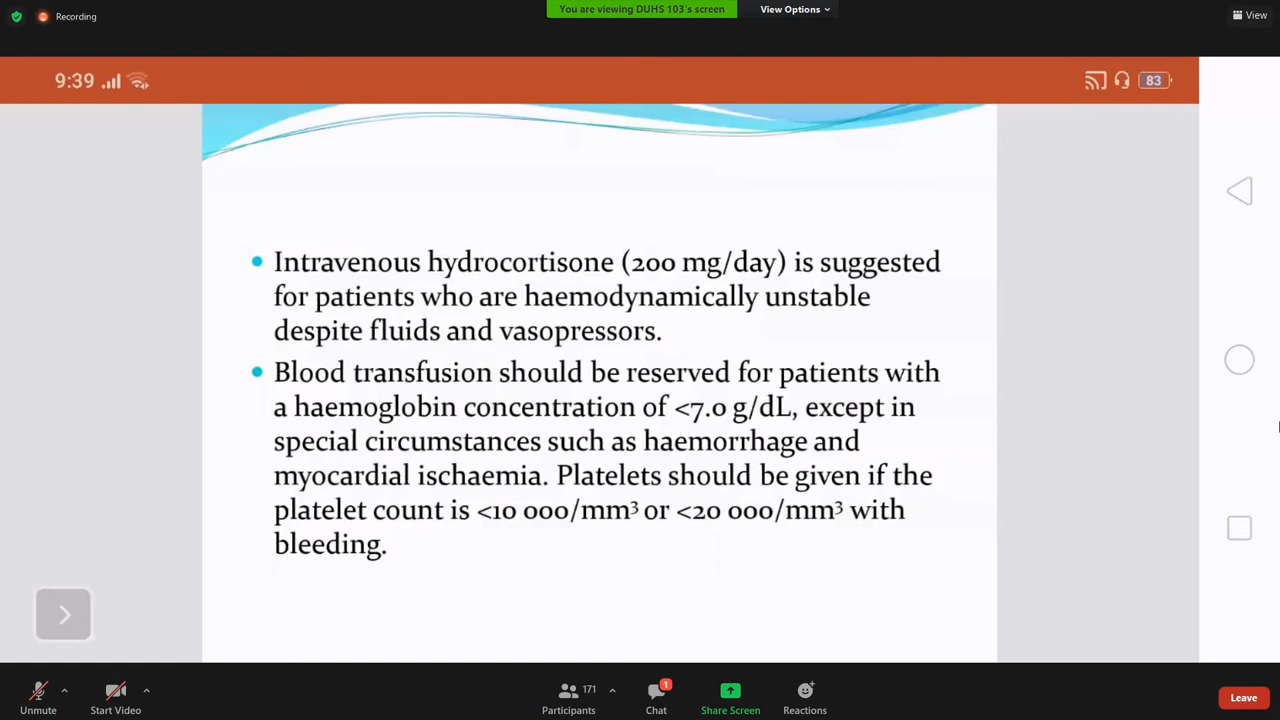 Recording
You are viewing DUHS 103's screen
View Options
View
9:39
83
• Intravenous hydrocortisone (200 mg/day) is suggested
for patients who are haemodynamically unstable
despite fluids and vasopressors.
• Blood transfusion should be reserved for patients with
a haemoglobin concentration of <7.0 g/dL, except in
special circumstances such as haemorrhage and
myocardial ischaemia. Platelets should be given if the
platelet count is <10 000/mm³ or <20 000/mm³ with
bleeding.
Unmute
Start Video
171
Participants
1
Chat
Share Screen
Reactions
Leave